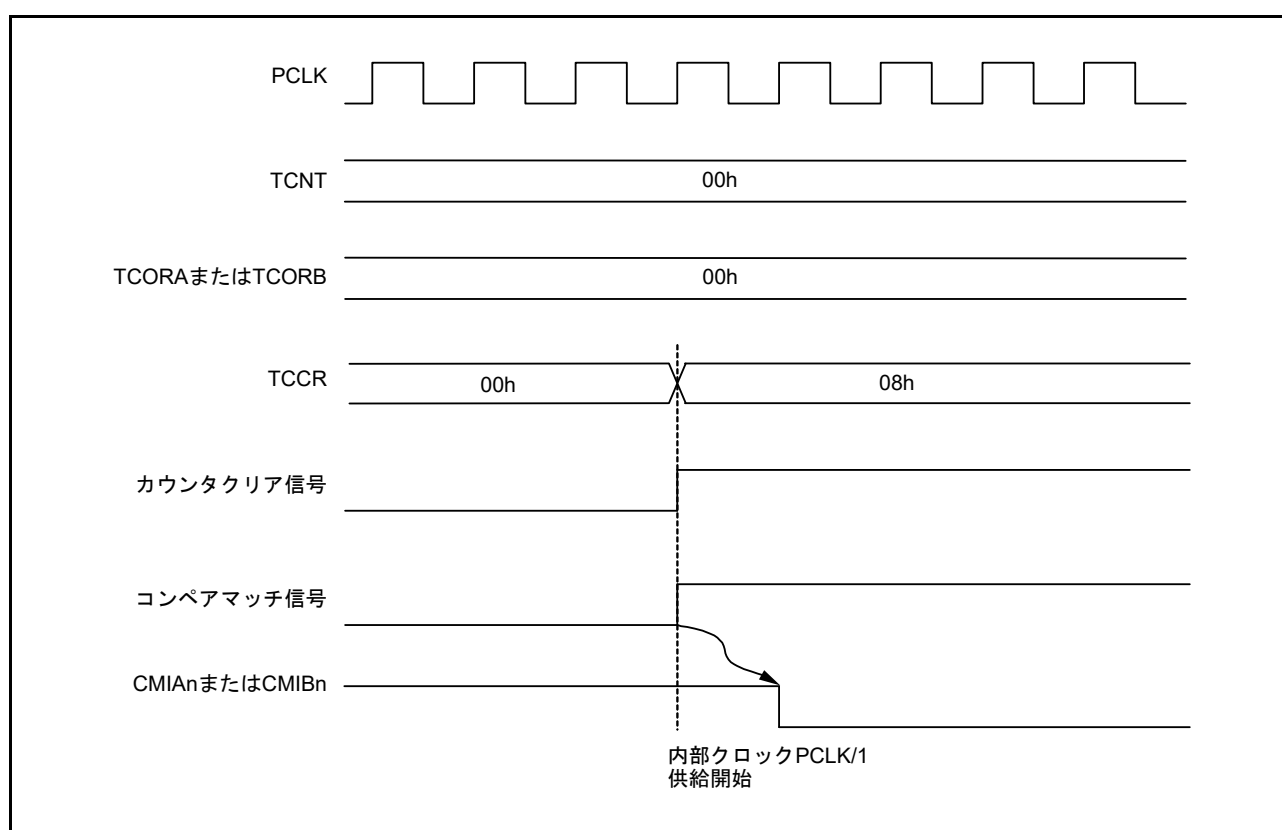 PCLK
TCNT
00h
TCORAまたはTCORB
00h
TCCR
00h
08h
カウンタクリア信号
コンペアマッチ信号
CMIAnまたはCMIBn
内部クロックPCLK/1
供給開始